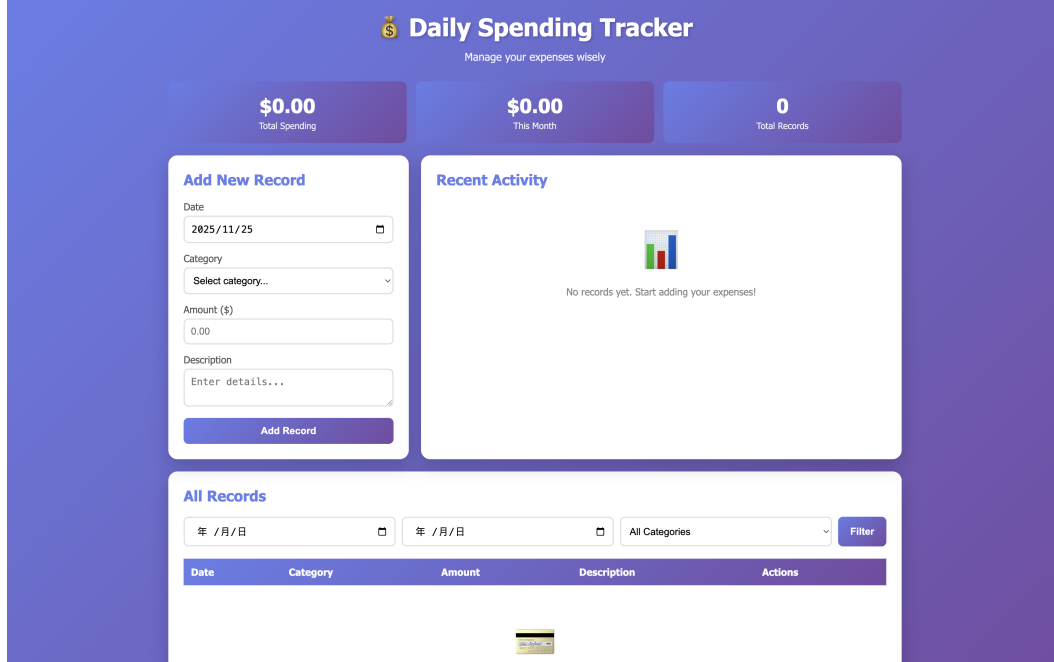 Daily Spending Tracker
Manage your expenses wisely
$0.00
Total Spending
$0.00
This Month
0
Total Records
Add New Record
Date
2025/11/25
Category
Select category...
Amount ($)
0.00
Description
Enter details...
Add Record
Recent Activity
No records yet. Start adding your expenses!
All Records
年 /月/日 年 /月/日 All Categories Filter
Date Category Amount Description Actions